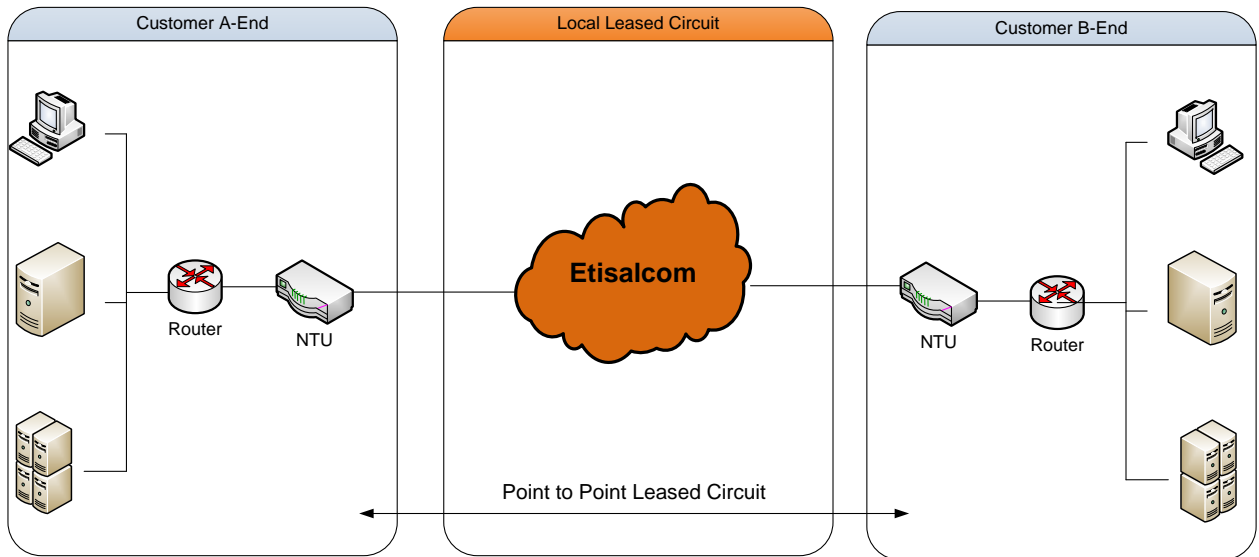 Customer A-End
Local Leased Circuit
Customer B-End
Etisalcom
Router
NTU
NTU
Router
Point to Point Leased Circuit